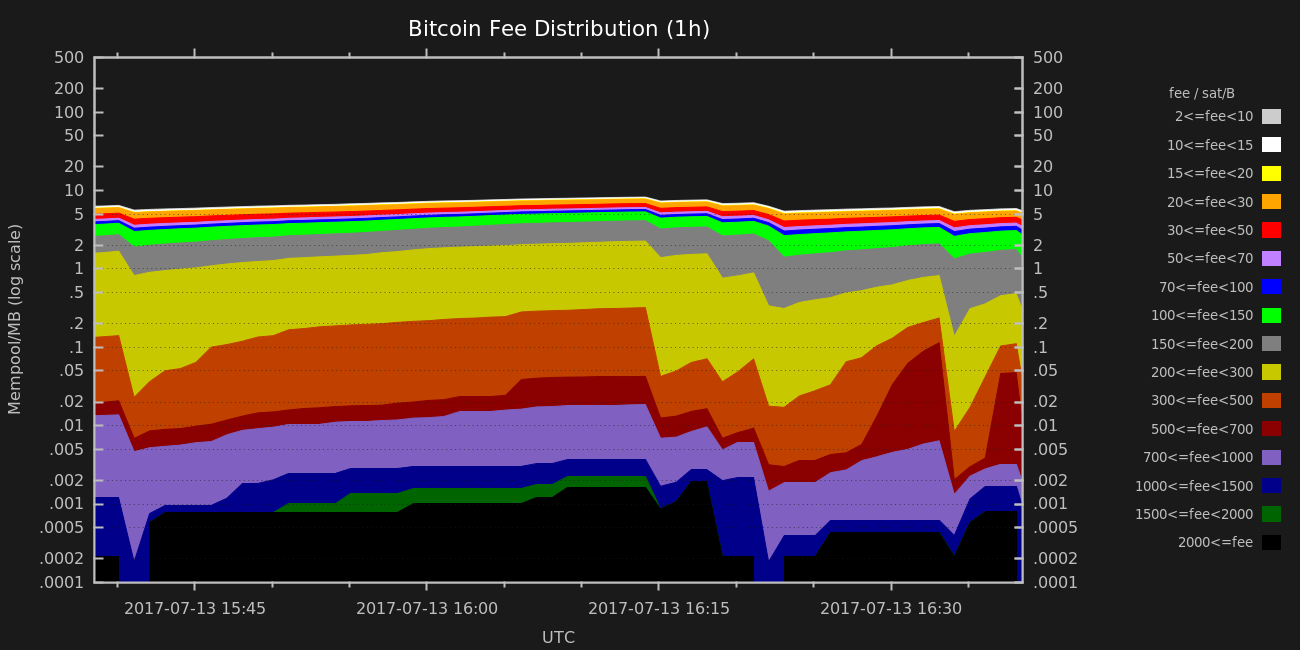 Bitcoin Fee Distribution (1h)
500 500
200 200
100 100
50 50
20 20
10 10
5 5
2 2
1 1
.5 .5
.2 .2
.1 .1
.05 .05
.02 .02
.01 .01
.005 .005
.002 .002
.001 .001
.0005 .0005
.0002 .0002
.0001 .0001
Mempool/MB (log scale)
2017-07-13 15:45 2017-07-13 16:00 2017-07-13 16:15 2017-07-13 16:30
UTC
fee / sat/B
2<=fee<10
10<=fee<15
15<=fee<20
20<=fee<30
30<=fee<50
50<=fee<70
70<=fee<100
100<=fee<150
150<=fee<200
200<=fee<300
300<=fee<500
500<=fee<700
700<=fee<1000
1000<=fee<1500
1500<=fee<2000
2000<=fee